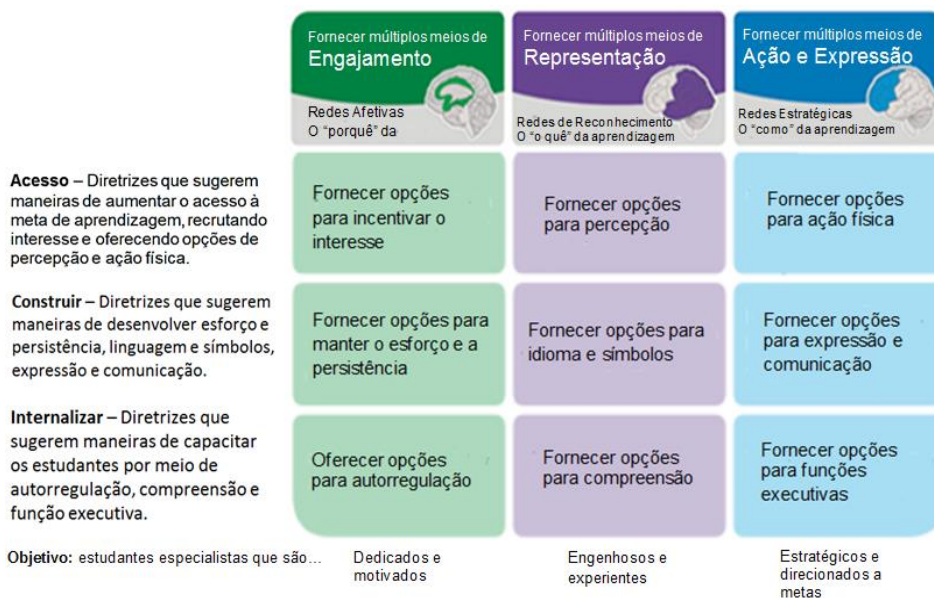 Fornecer múltiplos meios de
Engajamento
Redes Afetivas
O "porquê" da
Fornecer múltiplos meios de
Representação
Redes de Reconhecimento
O "o quê" da aprendizagem
Fornecer múltiplos meios de
Ação e Expressão
Redes Estratégicas
O "como" da aprendizagem
Acesso – Diretrizes que sugerem
maneiras de aumentar o acesso à
meta de aprendizagem, recrutando
interesse e oferecendo opções de
percepção e ação física.
Fornecer opções
para incentivar o
interesse
Fornecer opções
para percepção
Fornecer opções
para ação física
Construir – Diretrizes que sugerem
maneiras de desenvolver esforço e
persistência, linguagem e símbolos,
expressão e comunicação.
Fornecer opções para
manter o esforço e a
persistência
Fornecer opções para
idioma e símbolos
Fornecer opções
para expressão e
comunicação
Internalizar – Diretrizes que
sugerem maneiras de capacitar
os estudantes por meio de
autorregulação, compreensão e
função executiva.
Oferecer opções
para autorregulação
Fornecer opções
para compreensão
Fornecer opções
para funções
executivas
Objetivo: estudantes especialistas que são...
Dedicados e
motivados
Engenhosos e
experientes
Estratégicos e
direcionados a
metas